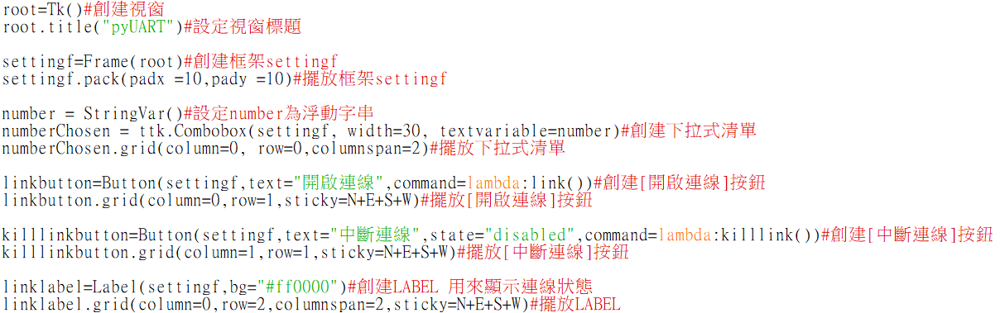 root=Tk()#創建視窗
root.title("pyUART")#設定視窗標題
settingf=Frame(root)#創建框架settingf
settingf.pack(padx =10,pady =10)#擺放框架settingf
number = StringVar()#設定number為浮動字串
numberChosen = ttk.Combobox(settingf, width=30, textvariable=number)#創建下拉式清單
numberChosen.grid(column=0, row=0,columnspan=2)#擺放下拉式清單
linkbutton=Button(settingf,text="開啟連線",command=lambda:link())#創建[開啟連線]按鈕
linkbutton.grid(column=0,row=1,sticky=N+E+S+W)#擺放[開啟連線]按鈕
killlinkbutton=Button(settingf,text="中斷連線",state="disabled",command=lambda:killlink())#創建[中斷連線]按鈕
killlinkbutton.grid(column=1,row=1,sticky=N+E+S+W)#擺放[中斷連線]按鈕
linklabel=Label(settingf,bg="#ff0000")#創建LABEL 用來顯示連線狀態
linklabel.grid(column=0,row=2,columnspan=2,sticky=N+E+S+W)#擺放LABEL